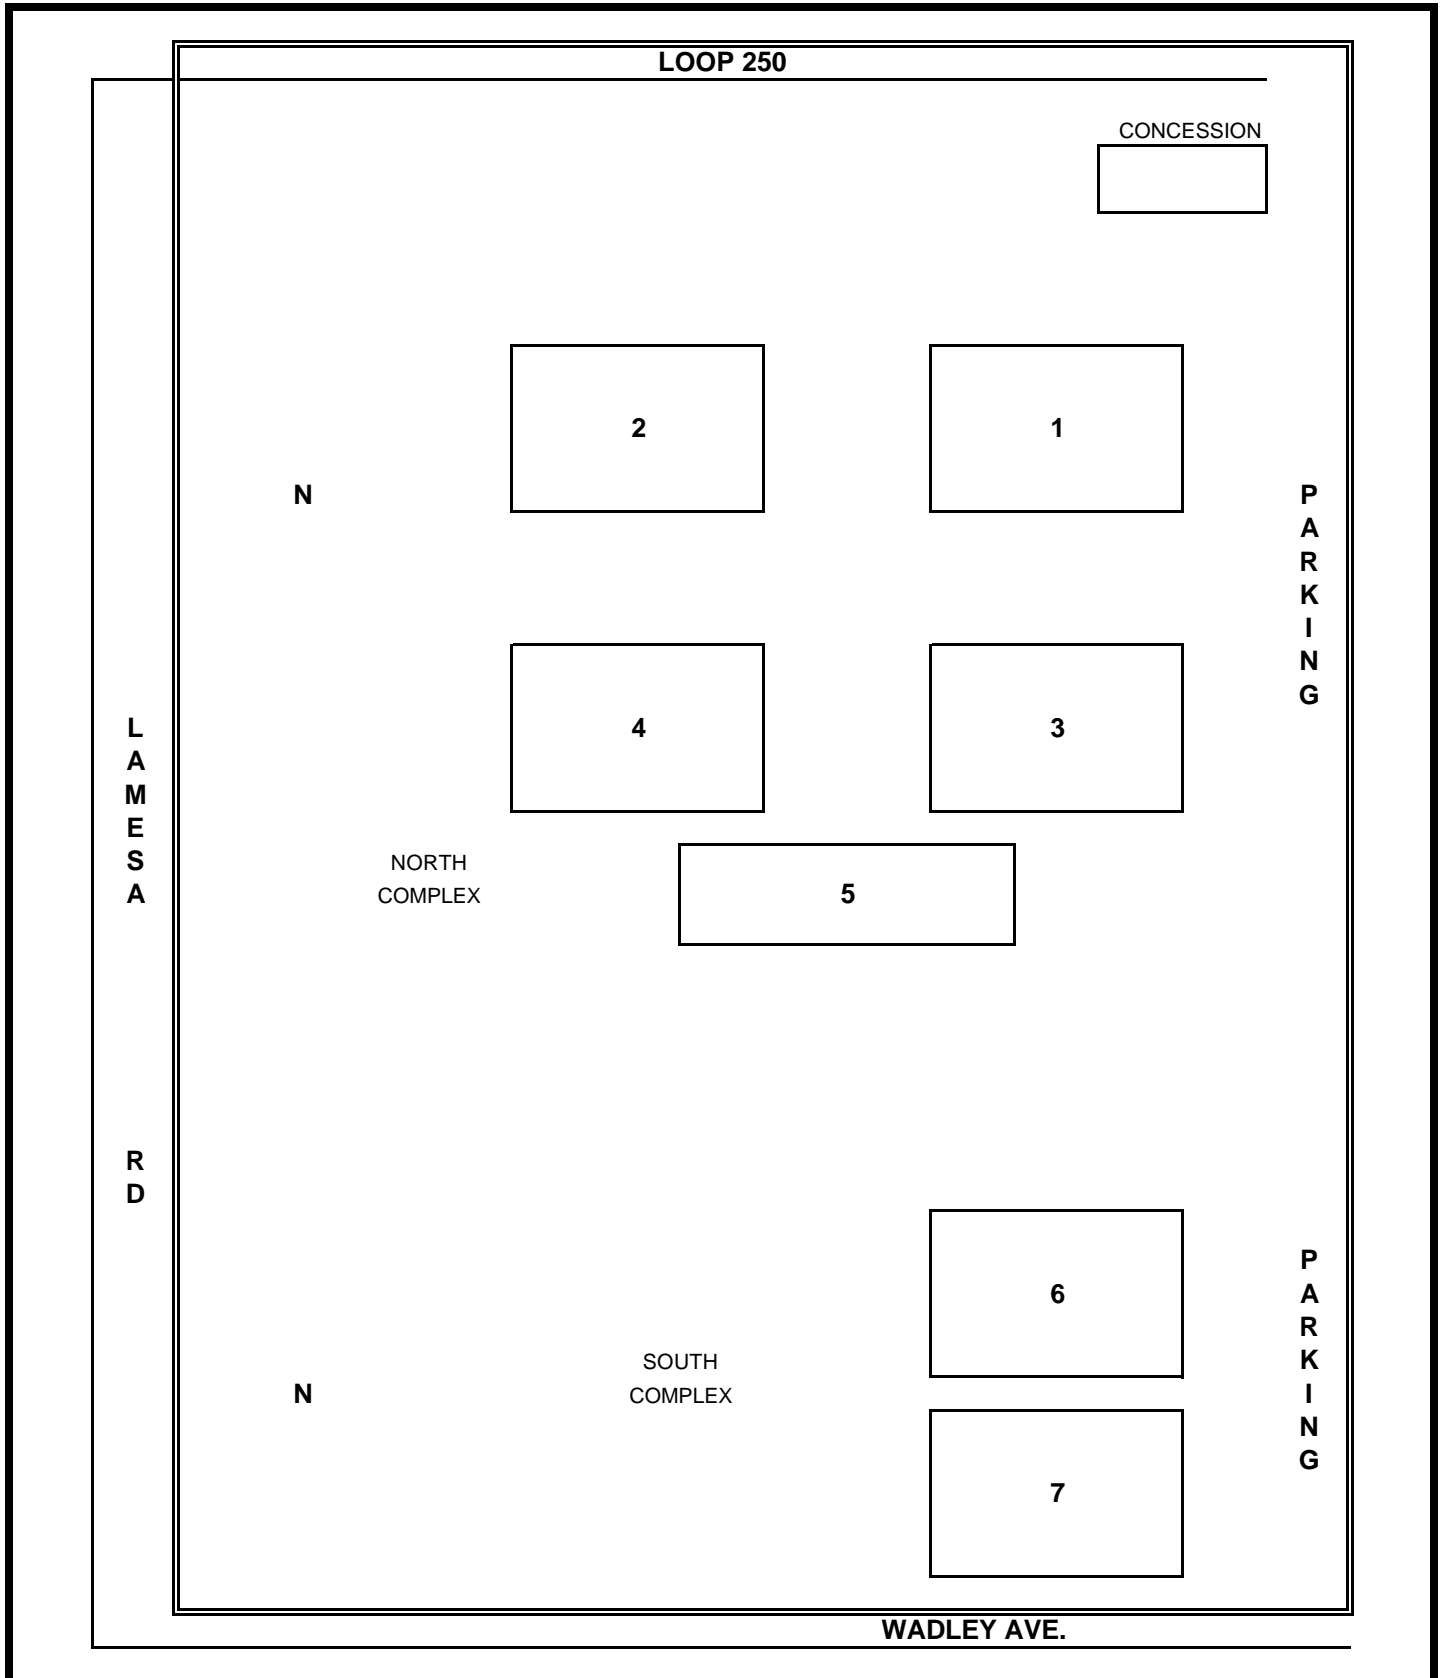 LOOP 250
CONCESSION
2
1
N
PARKING
4
3
LAMESA
NORTH
COMPLEX
5
RD
6
PARKING
SOUTH
N
COMPLEX
7
WADLEY AVE.